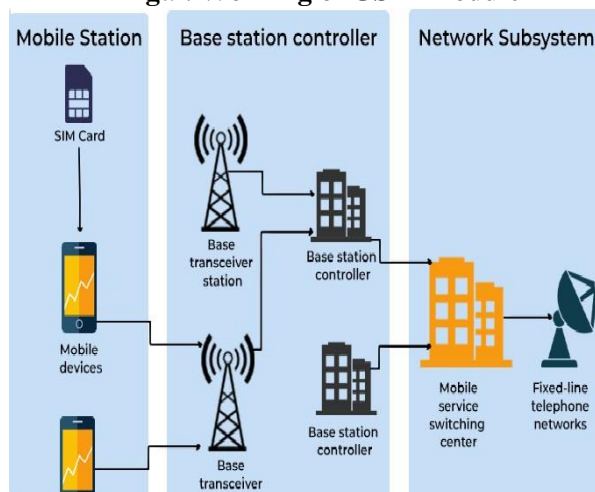 Mobile Station
Base station controller
Network Subsystem
SIM Card
Base
transceiver
station
Base station
controller
Mobile
devices
Base
transceiver
Base station
controller
Mobile
service
switching
center
Fixed-line
telephone
networks